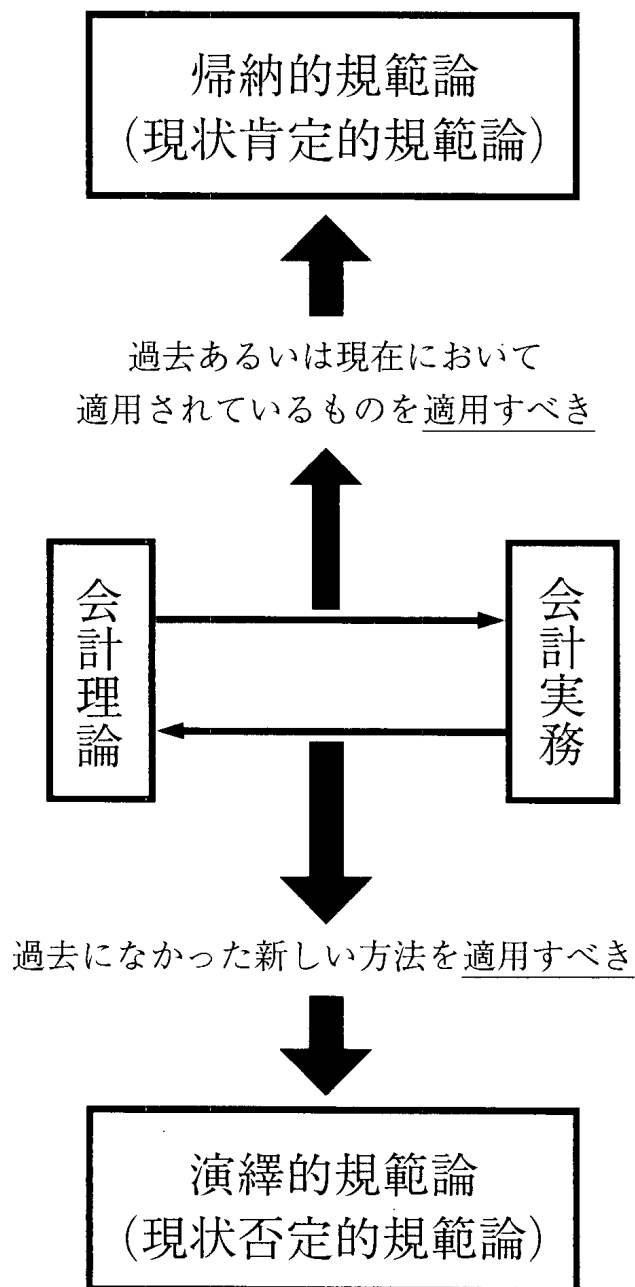 帰納的規範論
(現状肯定的規範論)
過去あるいは現在において
適用されているものを適用すべき
会計理論
会計実務
過去になかった新しい方法を適用すべき
演繹的規範論
(現状否定的規範論)